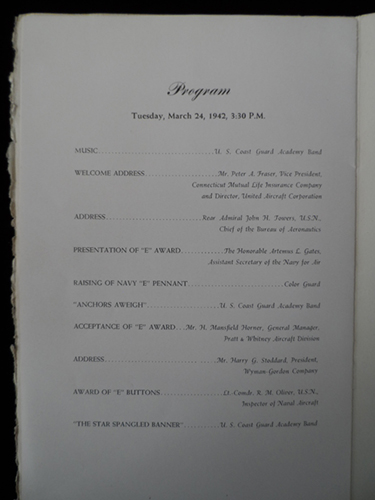 Program
Tuesday, March 24, 1942, 3:30 P.M.
MUSIC........................................U. S. Coast Guard Academy Band
WELCOME ADDRESS........................Mr. Peter A. Fraser, Vice President,
Connecticut Mutual Life Insurance Company
and Director, United Aircraft Corporation
ADDRESS................................Rear Admiral John H. Towers, U.S.N.,
Chief of the Bureau of Aeronautics
PRESENTATION OF "E" AWARD..............The Honorable Artemus L. Gates,
Assistant Secretary of the Navy for Air
RAISING OF NAVY "E" PENNANT................................Color Guard
"ANCHORS AWEIGH"............................U. S. Coast Guard Academy Band
ACCEPTANCE OF "E" AWARD...Mr. H. Mansfield Horner, General Manager,
Pratt & Whitney Aircraft Division
ADDRESS....................................Mr. Harry G. Stoddard, President,
Wyman-Gordon Company
AWARD OF "E" BUTTONS........................Lt. Comdr. R. M. Oliver, U.S.N.,
Inspector of Naval Aircraft
"THE STAR SPANGLED BANNER"................U. S. Coast Guard Academy Band